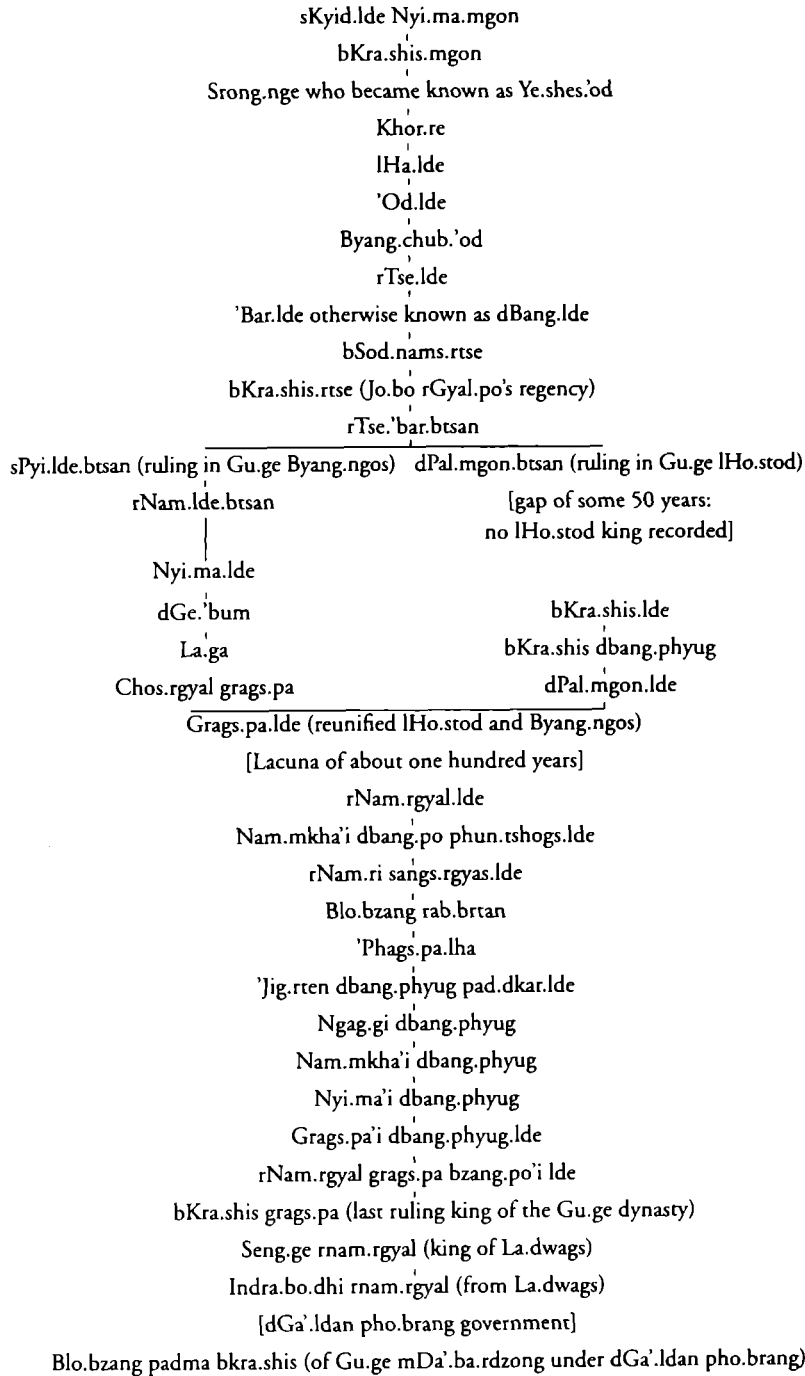 sKyid.lde Nyi.ma.mgon
bKra.shis.mgon
Srong.nge who became known as Ye.shes.'od
Khor.re
lHa.lde
'Od.lde
Byang.chub.'od
rTse.lde
'Bar.lde otherwise known as dBang.lde
bSod.nams.rtse
bKra.shis.rtse (Jo.bo rGyal.po's regency)
rTse.'bar.btsan
sPyi.lde.btsan (ruling in Gu.ge Byang.ngos) dPal.mgon.btsan (ruling in Gu.ge lHo.stod)
rNam.lde.btsan [gap of some 50 years:
no lHo.stod king recorded]
Nyi.ma.lde
dGe.'bum bKra.shis.lde
La.ga bKra.shis dbang.phyug
Chos.rgyal grags.pa dPal.mgon.lde
Grags.pa.lde (reunified lHo.stod and Byang.ngos)
[Lacuna of about one hundred years]
rNam.rgyal.lde
Nam.mkha'i dbang.po phun.tshogs.lde
rNam.ri sangs.rgyas.lde
Blo.bzang rab.brtan
'Phags.pa.lha
'Jig.rten dbang.phyug pad.dkar.lde
Ngag.gi dbang.phyug
Nam.mkha'i dbang.phyug
Nyi.ma'i dbang.phyug
Grags.pa'i dbang.phyug.lde
rNam.rgyal grags.pa bzang.po'i lde
bKra.shis grags.pa (last ruling king of the Gu.ge dynasty)
Seng.ge rnam.rgyal (king of La.dwags)
Indra.bo.dhi rnam.rgyal (from La.dwags)
[dGa'.ldan pho.brang government]
Blo.bzang padma bkra.shis (of Gu.ge mDa'.ba.rdzong under dGa'.ldan pho.brang)